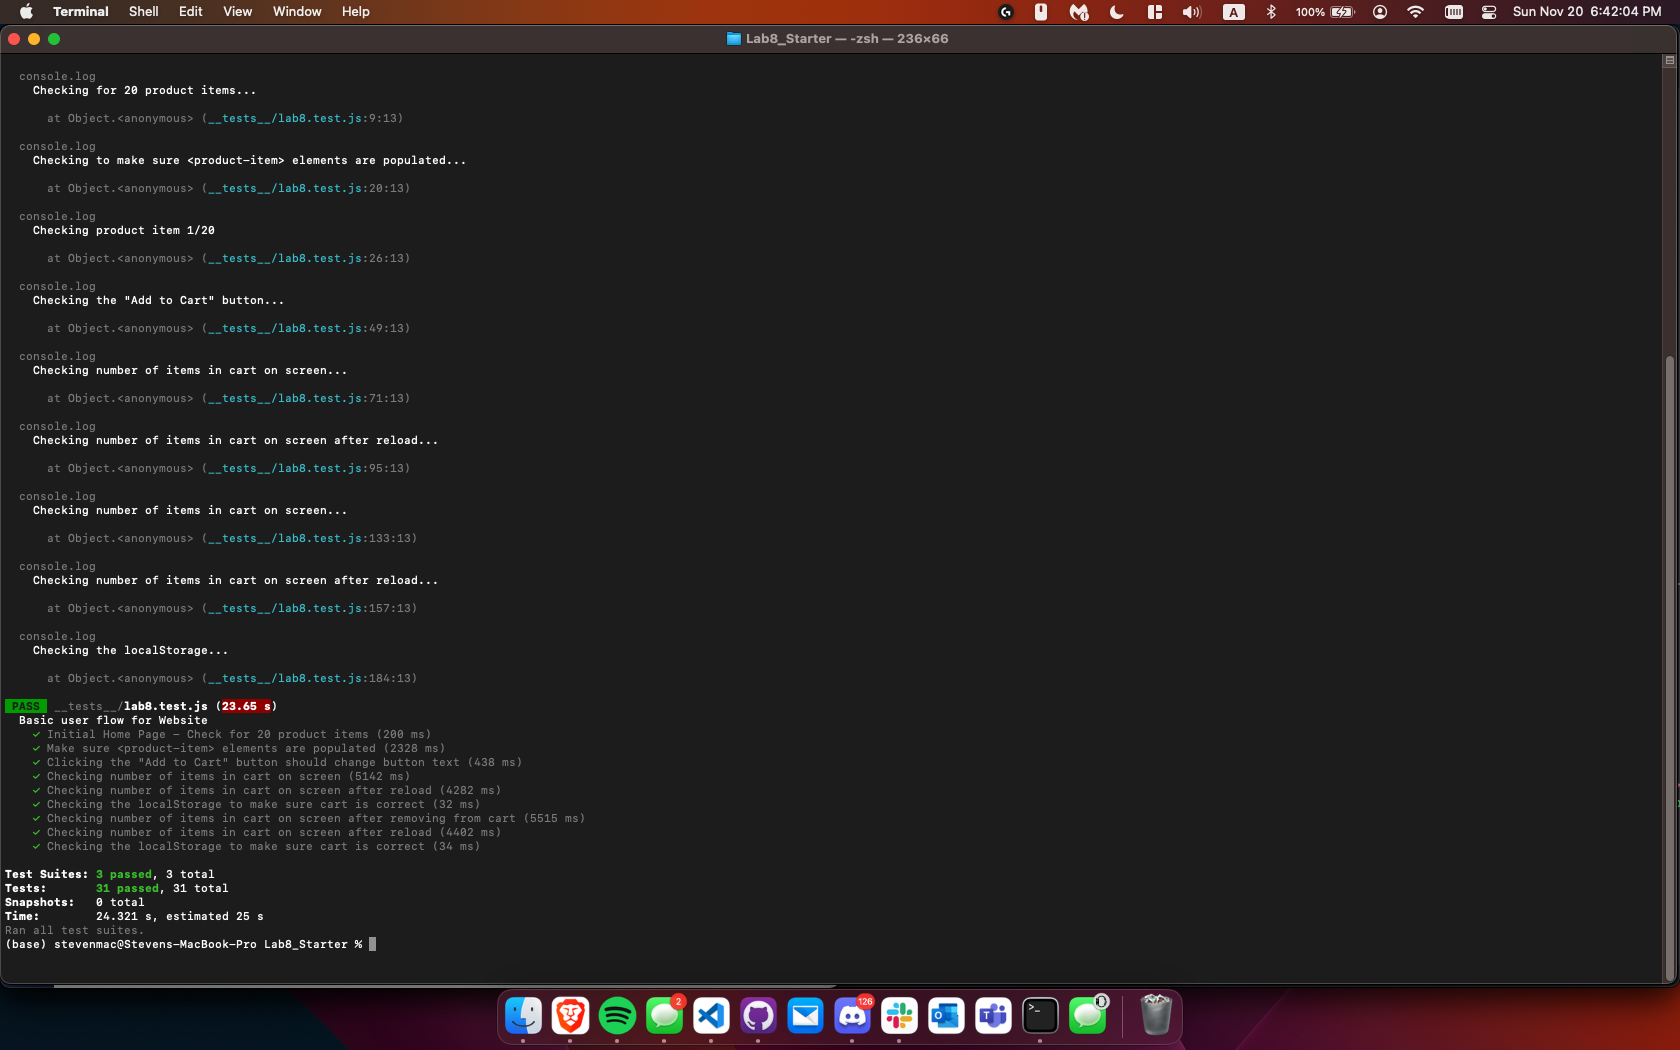 Terminal Shell Edit View Window Help A 100% Sun Nov 20 6:42:04 PM
Lab8_Starter — -zsh — 236×66
console.log
Checking for 20 product items...
at Object.<anonymous> (__tests__/lab8.test.js:9:13)
console.log
Checking to make sure <product-item> elements are populated...
at Object.<anonymous> (__tests__/lab8.test.js:20:13)
console.log
Checking product item 1/20
at Object.<anonymous> (__tests__/lab8.test.js:26:13)
console.log
Checking the "Add to Cart" button...
at Object.<anonymous> (__tests__/lab8.test.js:49:13)
console.log
Checking number of items in cart on screen...
at Object.<anonymous> (__tests__/lab8.test.js:71:13)
console.log
Checking number of items in cart on screen after reload...
at Object.<anonymous> (__tests__/lab8.test.js:95:13)
console.log
Checking number of items in cart on screen...
at Object.<anonymous> (__tests__/lab8.test.js:133:13)
console.log
Checking number of items in cart on screen after reload...
at Object.<anonymous> (__tests__/lab8.test.js:157:13)
console.log
Checking the localStorage...
at Object.<anonymous> (__tests__/lab8.test.js:184:13)
PASS __tests__/lab8.test.js (23.65 s)
Basic user flow for Website
✓ Initial Home Page – Check for 20 product items (200 ms)
✓ Make sure <product-item> elements are populated (2328 ms)
✓ Clicking the "Add to Cart" button should change button text (438 ms)
✓ Checking number of items in cart on screen (5142 ms)
✓ Checking number of items in cart on screen after reload (4282 ms)
✓ Checking the localStorage to make sure cart is correct (32 ms)
✓ Checking number of items in cart on screen after removing from cart (5515 ms)
✓ Checking number of items in cart on screen after reload (4402 ms)
✓ Checking the localStorage to make sure cart is correct (34 ms)
Test Suites: 3 passed, 3 total
Tests: 31 passed, 31 total
Snapshots: 0 total
Time: 24.321 s, estimated 25 s
Ran all test suites.
(base) stevenmac@Stevens-MacBook-Pro Lab8_Starter %
2 126